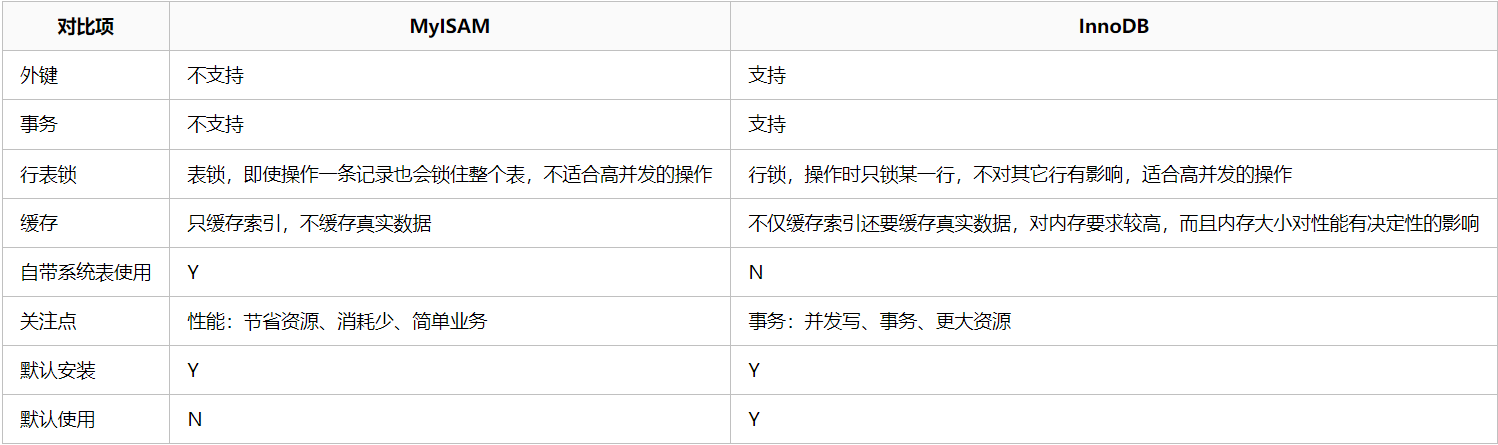 对比项 MyISAM InnoDB
外键 不支持 支持
事务 不支持 支持
行表锁 表锁，即使操作一条记录也会锁住整个表，不适合高并发的操作 行锁，操作时只锁某一行，不对其它行有影响，适合高并发的操作
缓存 只缓存索引，不缓存真实数据 不仅缓存索引还要缓存真实数据，对内存要求较高，而且内存大小对性能有决定性的影响
自带系统表使用 Y N
关注点 性能：节省资源、消耗少、简单业务 事务：并发写、事务、更大资源
默认安装 Y Y
默认使用 N Y